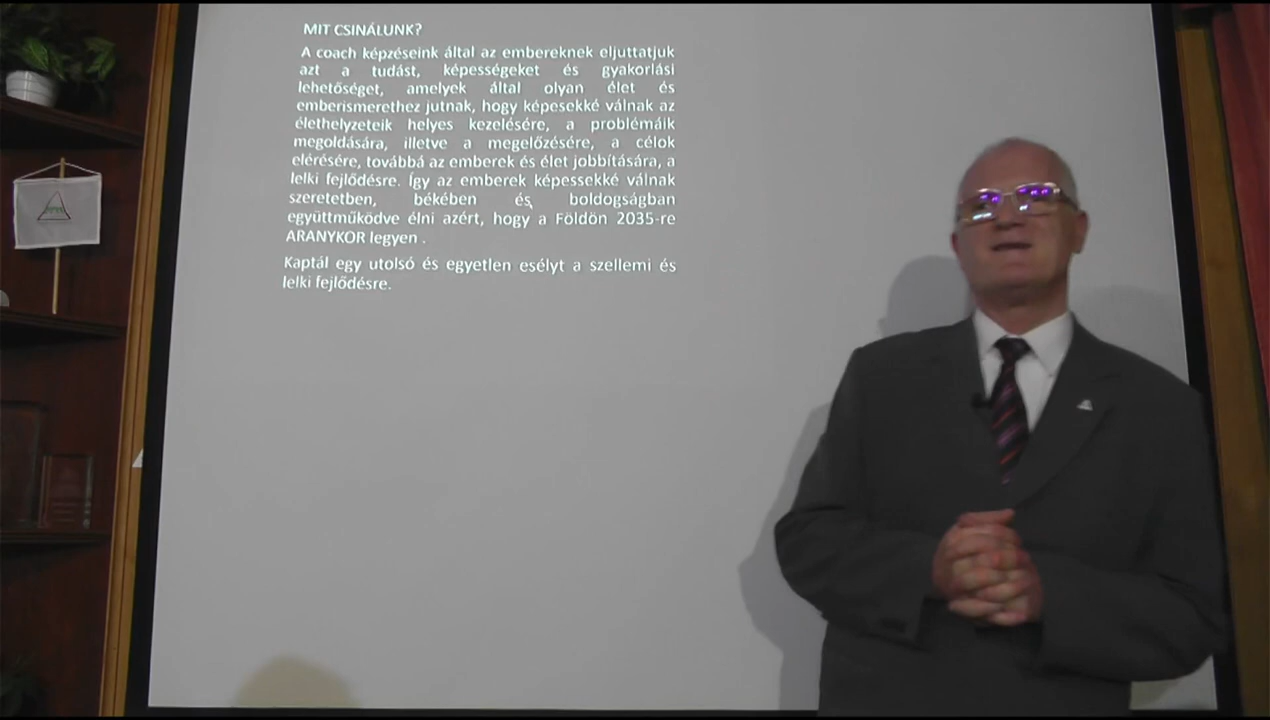 MIT CSINÁLUNK?
A coach képzéseink által az embereknek eljuttatjuk
azt a tudást, képességeket és gyakorlási
lehetőséget, amelyek által olyan élet és
emberismerethez jutnak, hogy képesekké válnak az
élethelyzeteik helyes kezelésére, a problémáik
megoldására, illetve a megelőzésére, a célok
elérésére, továbbá az emberek és élet jobbítására, a
lelki fejlődésre. Így az emberek képessekké válnak
szeretetben, békében és boldogságban
együttműködve élni azért, hogy a Földön 2035-re
ARANYKOR legyen .
Kaptál egy utolsó és egyetlen esélyt a szellemi és
lelki fejlődésre.